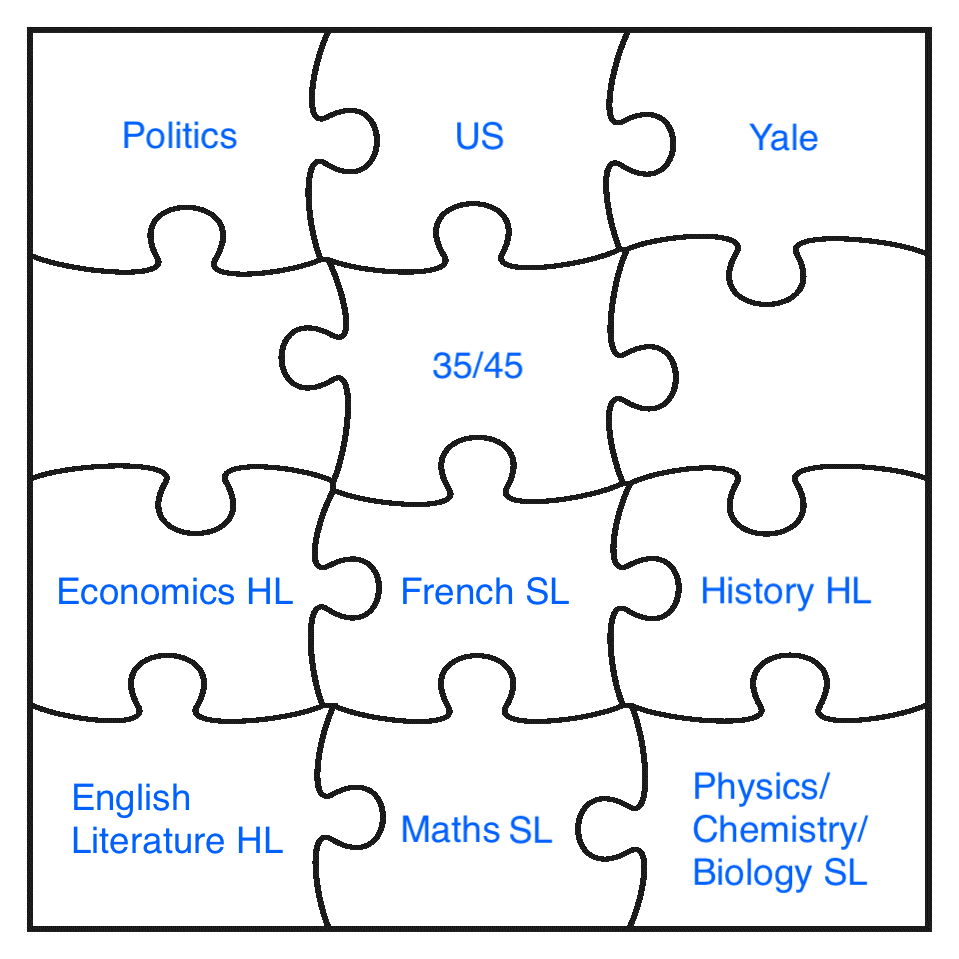 Politics
US
Yale
35/45
Economics HL
French SL
History HL
English
Literature HL
Maths SL
Physics/
Chemistry/
Biology SL